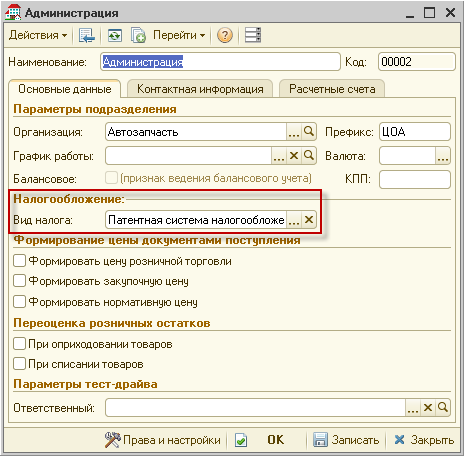 Администрация
Действия Перейти ?
Наименование: Администрация Код: 00002
Основные данные Контактная информация Расчетные счета
Параметры подразделения
Организация: Автозапчасть ... Префикс: ЦОА
График работы: ... Валюта: ...
Балансовое: (признак ведения балансового учета) КПП:
Налогообложение:
Вид налога: Патентная система налогообложе ...
Формирование цены документами поступления
Формировать цену розничной торговли
Формировать закупочную цену
Формировать нормативную цену
Переоценка розничных остатков
При оприходовании товаров
При списании товаров
Параметры тест-драйва
Ответственный: ...
Права и настройки OK Записать Закрыть